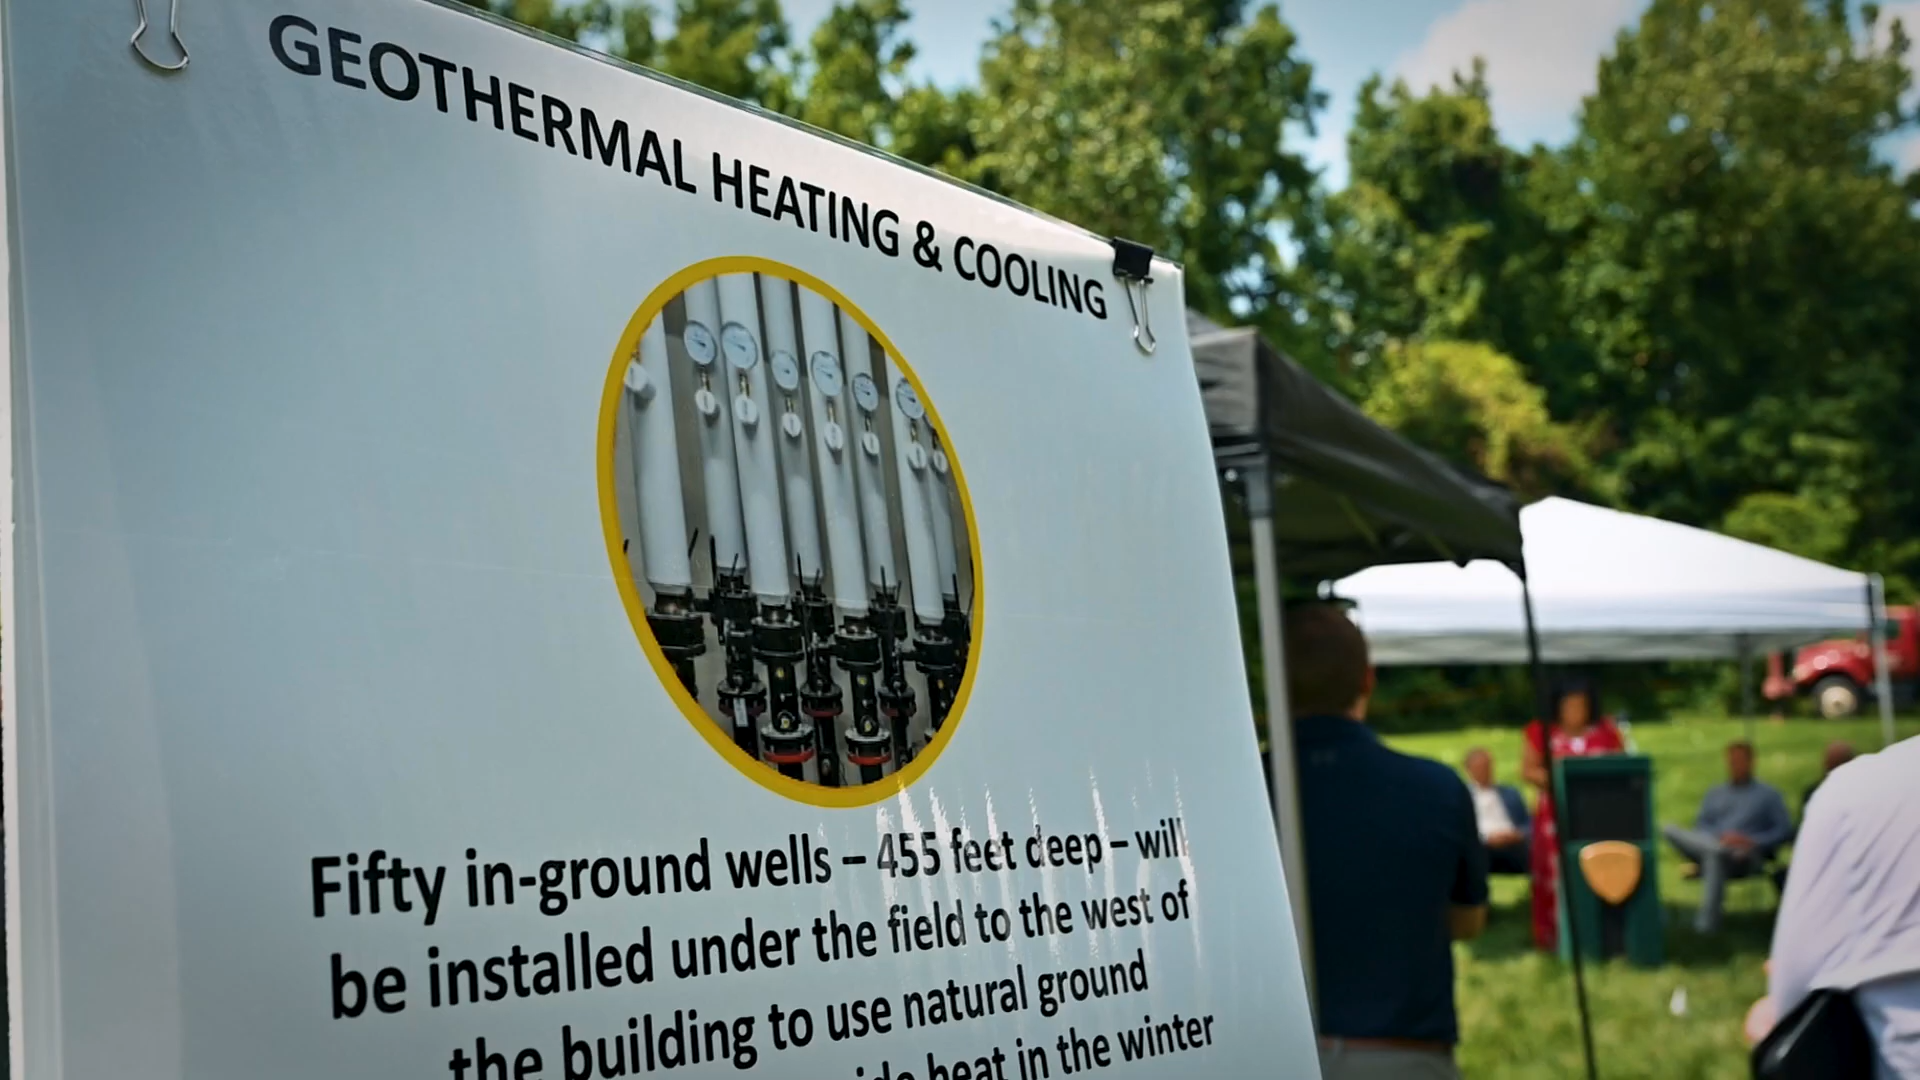 GEOTHERMAL HEATING & COOLING
Fifty in-ground wells – 455 feet deep – will
be installed under the field to the west of
the building to use natural ground
heat in the winter